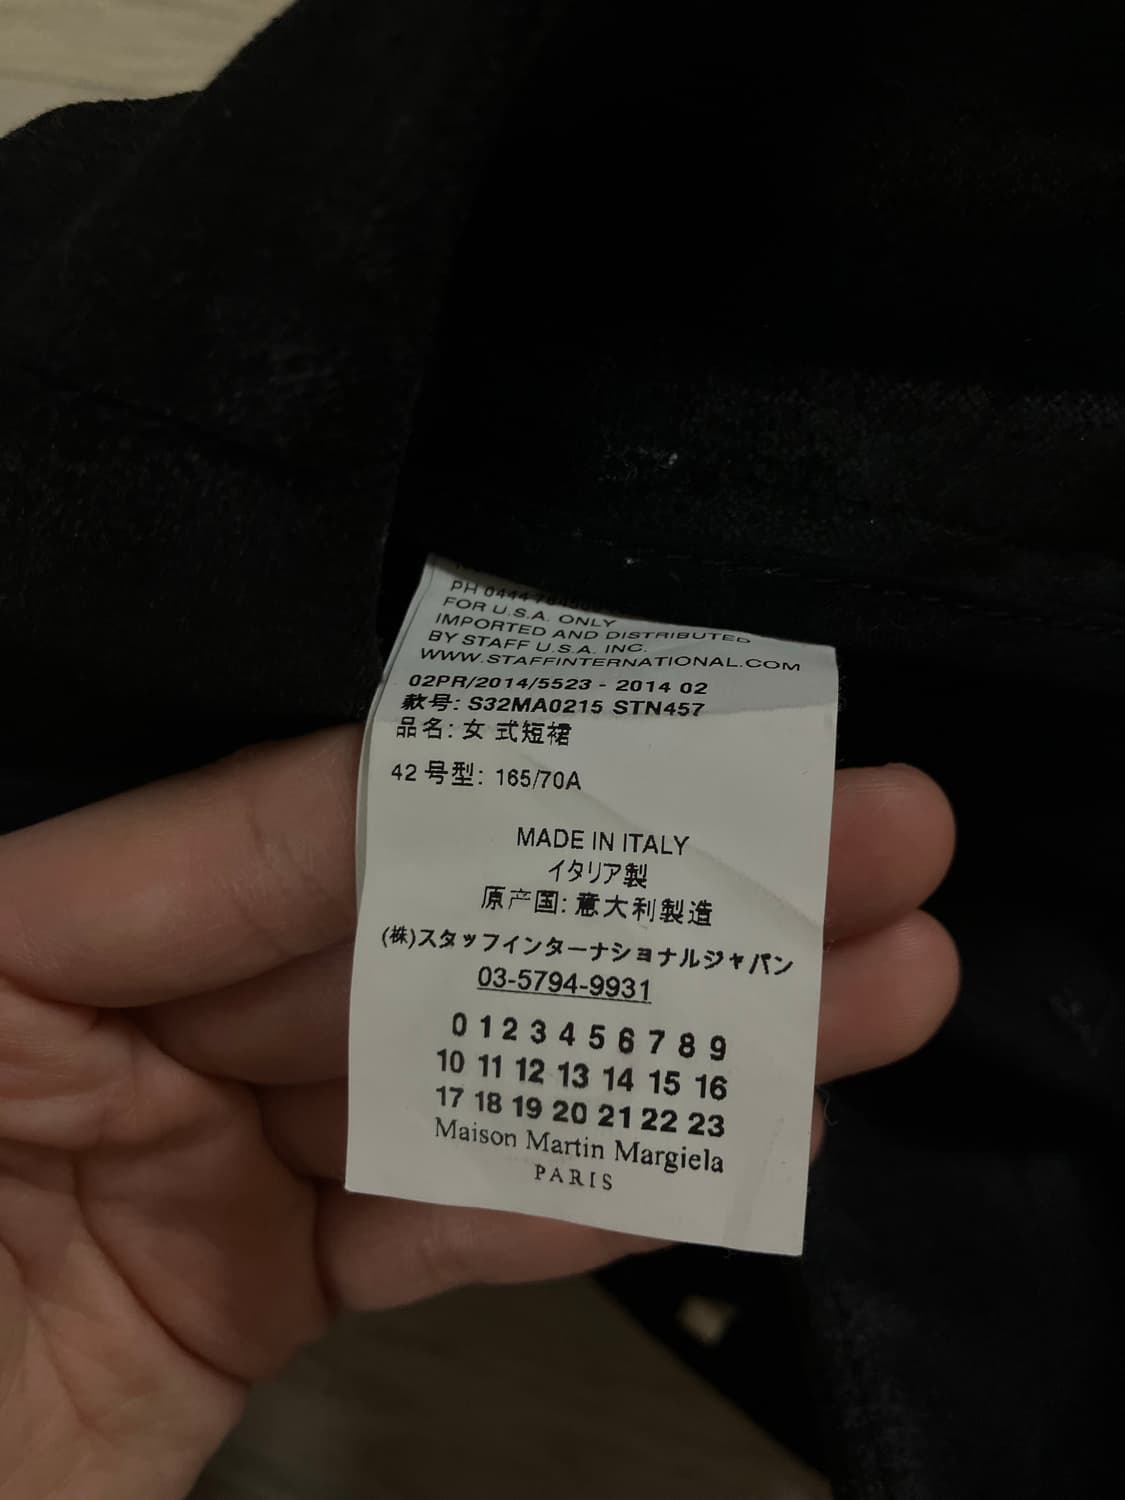 PH 0444
FOR U.S.A. ONLY
IMPORTED AND DISTRIBUTED
BY STAFF U.S.A. INC.
WWW.STAFFINTERNATIONAL.COM
02PR/2014/5523 - 2014 02
款号: S32MA0215 STN457
品名: 女 式短裙
42 号型: 165/70A
MADE IN ITALY
イタリア製
原产国: 意大利製造
(株)スタッフインターナショナルジャパン
03-5794-9931
0 1 2 3 4 5 6 7 8 9
10 11 12 13 14 15 16
17 18 19 20 21 22 23
Maison Martin Margiela
PARIS